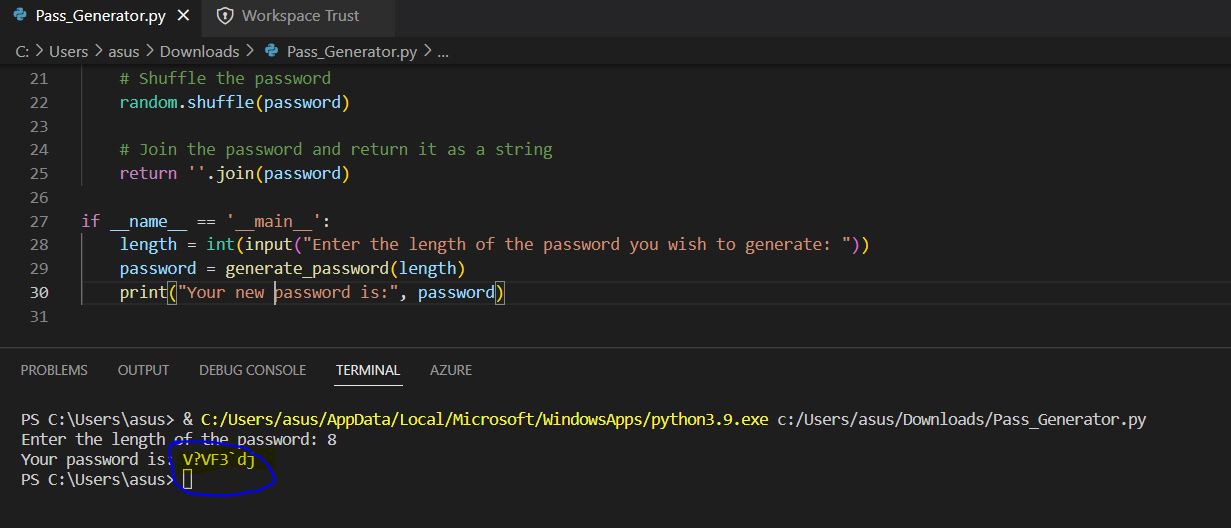 Pass_Generator.py Workspace Trust
C: > Users > asus > Downloads > Pass_Generator.py > ...
21 # Shuffle the password
22 random.shuffle(password)
23
24 # Join the password and return it as a string
25 return ''.join(password)
26
27 if __name__ == '__main__':
28 length = int(input("Enter the length of the password you wish to generate: "))
29 password = generate_password(length)
30 print("Your new password is:", password)
31
PROBLEMS OUTPUT DEBUG CONSOLE TERMINAL AZURE
PS C:\Users\asus> & C:/Users/asus/AppData/Local/Microsoft/WindowsApps/python3.9.exe c:/Users/asus/Downloads/Pass_Generator.py
Enter the length of the password: 8
Your password is: V?VF3`dj
PS C:\Users\asus>